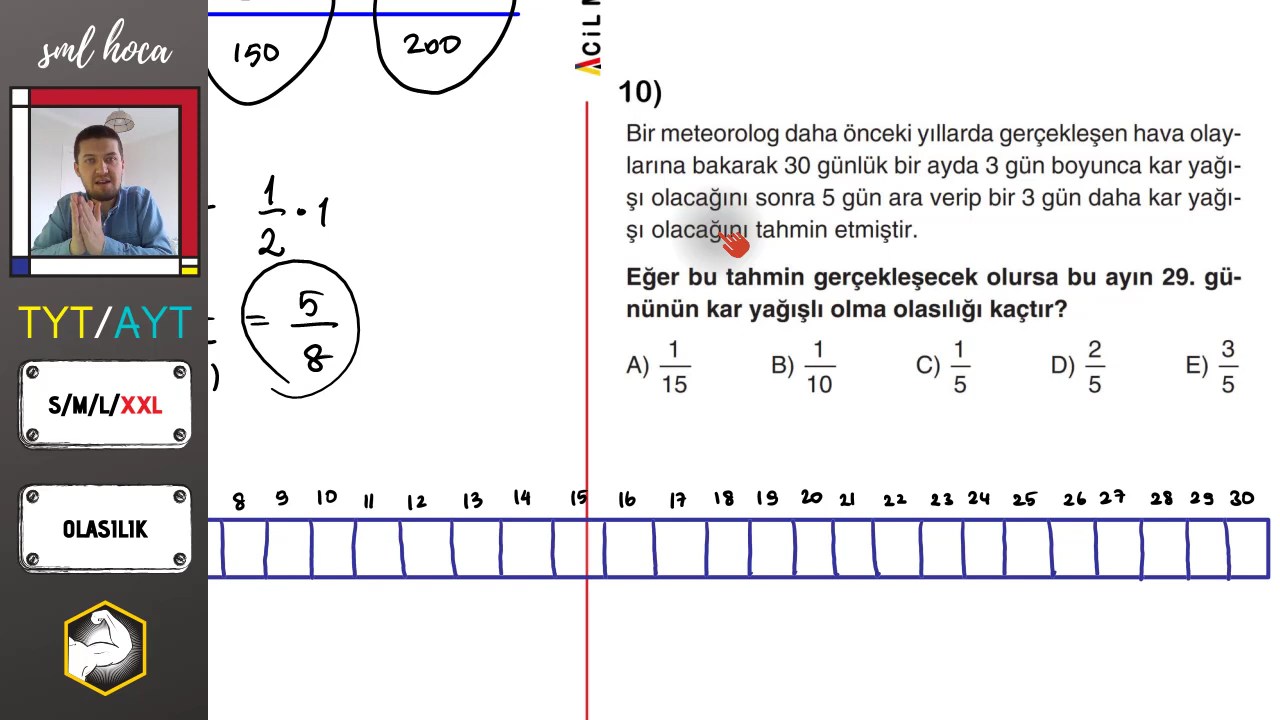 sml hoca
TYT/AYT
S/M/L/XXL
OLASILIK
150
200
1
2
• 1
= 5
8
ACİL M
10)
Bir meteorolog daha önceki yıllarda gerçekleşen hava olay-
larına bakarak 30 günlük bir ayda 3 gün boyunca kar yağı-
şı olacağını sonra 5 gün ara verip bir 3 gün daha kar yağı-
şı olacağını tahmin etmiştir.
Eğer bu tahmin gerçekleşecek olursa bu ayın 29. gü-
nünün kar yağışlı olma olasılığı kaçtır?
A) 1/15 B) 1/10 C) 1/5 D) 2/5 E) 3/5
8 9 10 11 12 13 14 15 16 17 18 19 20 21 22 23 24 25 26 27 28 29 30